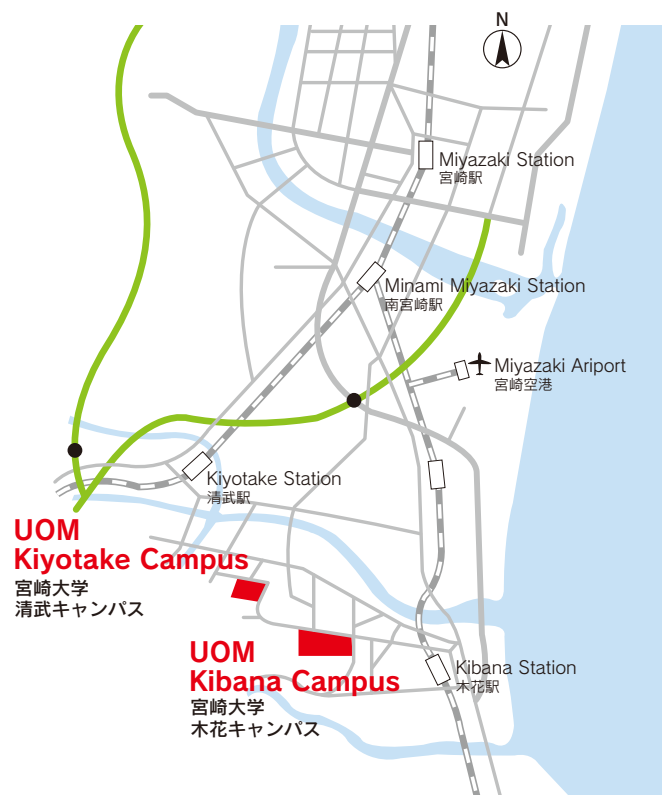 N
Miyazaki Station
宮崎駅
Minami Miyazaki Station
南宮崎駅
Miyazaki Ariport
宮崎空港
Kiyotake Station
清武駅
UOM
Kiyotake Campus
宮崎大学
清武キャンパス
UOM
Kibana Campus
宮崎大学
木花キャンパス
Kibana Station
木花駅